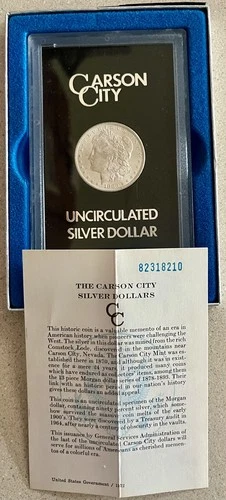 CARSON
CITY
UNCIRCULATED
SILVER DOLLAR
82318210
THE CARSON CITY
SILVER DOLLARS
CC
This historic coin is a valuable memento of an era in
American history when pioneers were challenging the
West. The silver in this dollar was mined from the rich
Comstock Lode, discovered in the mountains near
Carson City, Nevada. The Carson City Mint was es-
tablished there in 1870, and although it was in exist-
ence for a mere 24 years, it produced many coins
which have endured as collectors' items, among them
the 13 piece Morgan dollar series of 1878-1893. Their
link with an historic period in our nation's history
gives these dollars an added appeal.
This coin is an uncirculated specimen of the Morgan
dollar, containing ninety percent silver, which some-
how survived the massive coin melts of the early
1900's. They were discovered during a Treasury audit in
1964, after nearly a century of obscurity in the vaults.
This issuance by General Services Administration of
the last of the uncirculated Carson City dollars will
serve for millions of Americans as cherished memen-
tos of a colorful era.
United States Government /